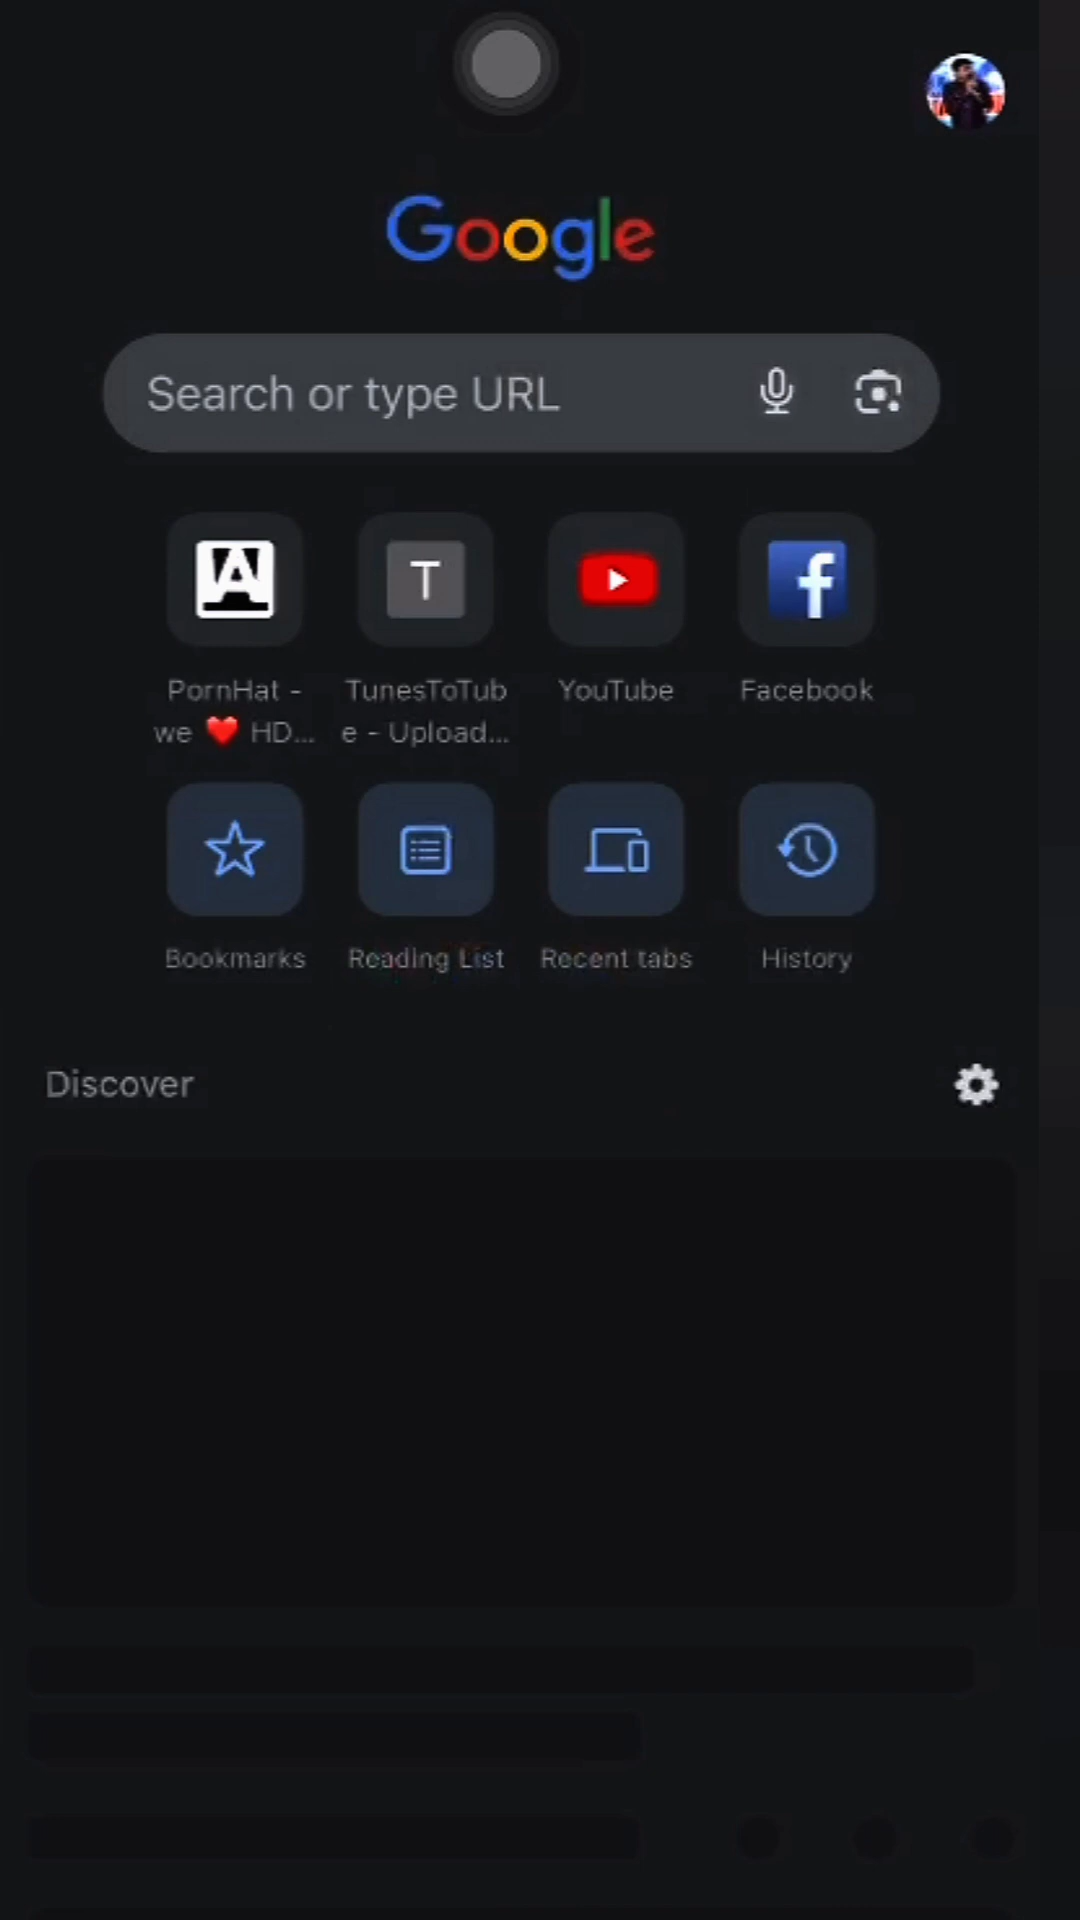 Google
Search or type URL
T
PornHat -
we ❤️ HD...
TunesToTub
e - Upload...
YouTube
Facebook
Bookmarks
Reading List
Recent tabs
History
Discover